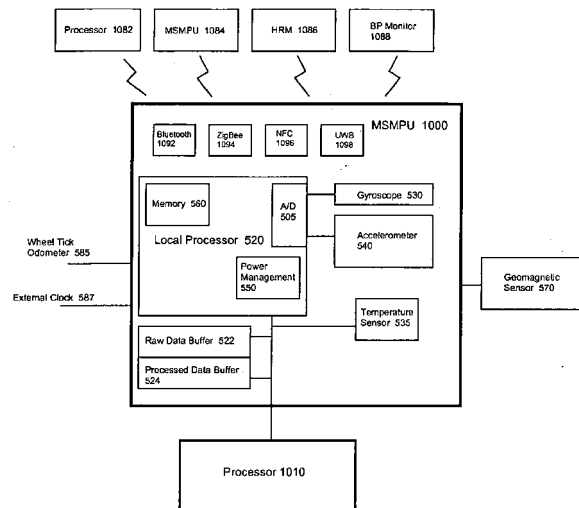 Processor 1082
MSMPU 1084
HRM 1086
BP Monitor
1088
MSMPU 1000
Bluetooth
1092
ZigBee
1094
NFC
1096
UWB
1098
Memory 560
A/D
505
Gyroscope 530
Local Processor 520
Accelerometer
540
Wheel Tick
Odometer 585
Power
Management
550
Geomagnetic
Sensor 570
External Clock 587
Temperature
Sensor 535
Raw Data Buffer 522
Processed Data Buffer
524
Processor 1010